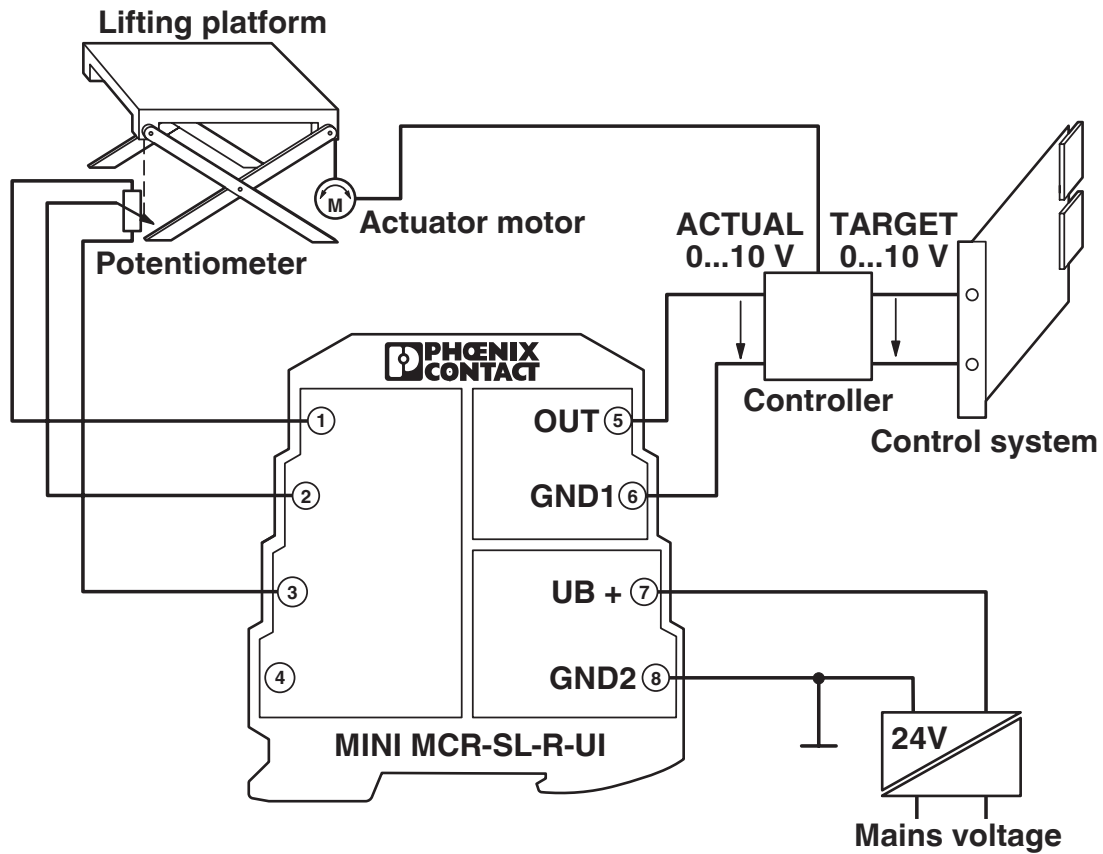 Lifting platform
M
Actuator motor
Potentiometer
ACTUAL
0...10 V
TARGET
0...10 V
PHŒNIX
CONTACT
Controller
Control system
1
OUT 5
2
GND1 6
3
UB + 7
4
GND2 8
MINI MCR-SL-R-UI
24V
Mains voltage